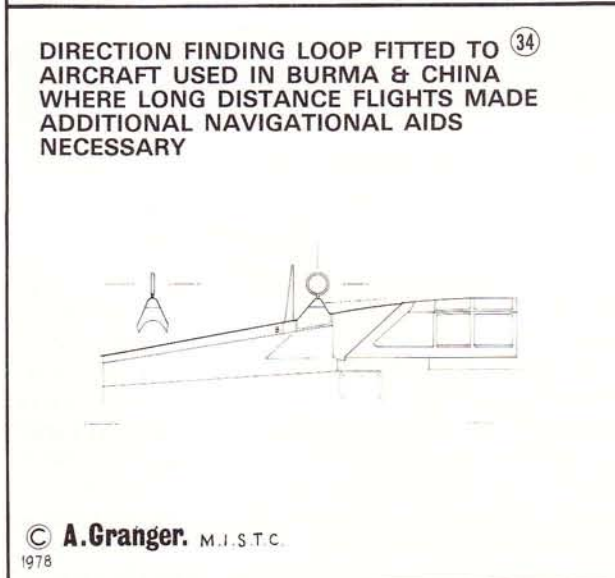 DIRECTION FINDING LOOP FITTED TO 34
AIRCRAFT USED IN BURMA & CHINA
WHERE LONG DISTANCE FLIGHTS MADE
ADDITIONAL NAVIGATIONAL AIDS
NECESSARY
© A.Granger. M.I.S.T.C.
1978